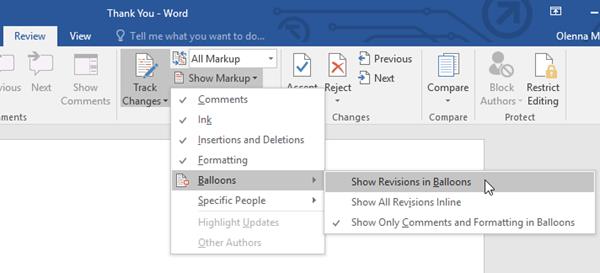 Thank You - Word
Review View Tell me what you want to do... Olenna M
Next Show Comments
Track Changes
All Markup
Show Markup
Accept Reject
Previous
Next
Changes
Compare
Compare
Block Authors
Restrict Editing
Protect
Comments
Ink
Insertions and Deletions
Formatting
Balloons
Specific People
Highlight Updates
Other Authors
Show Revisions in Balloons
Show All Revisions Inline
Show Only Comments and Formatting in Balloons